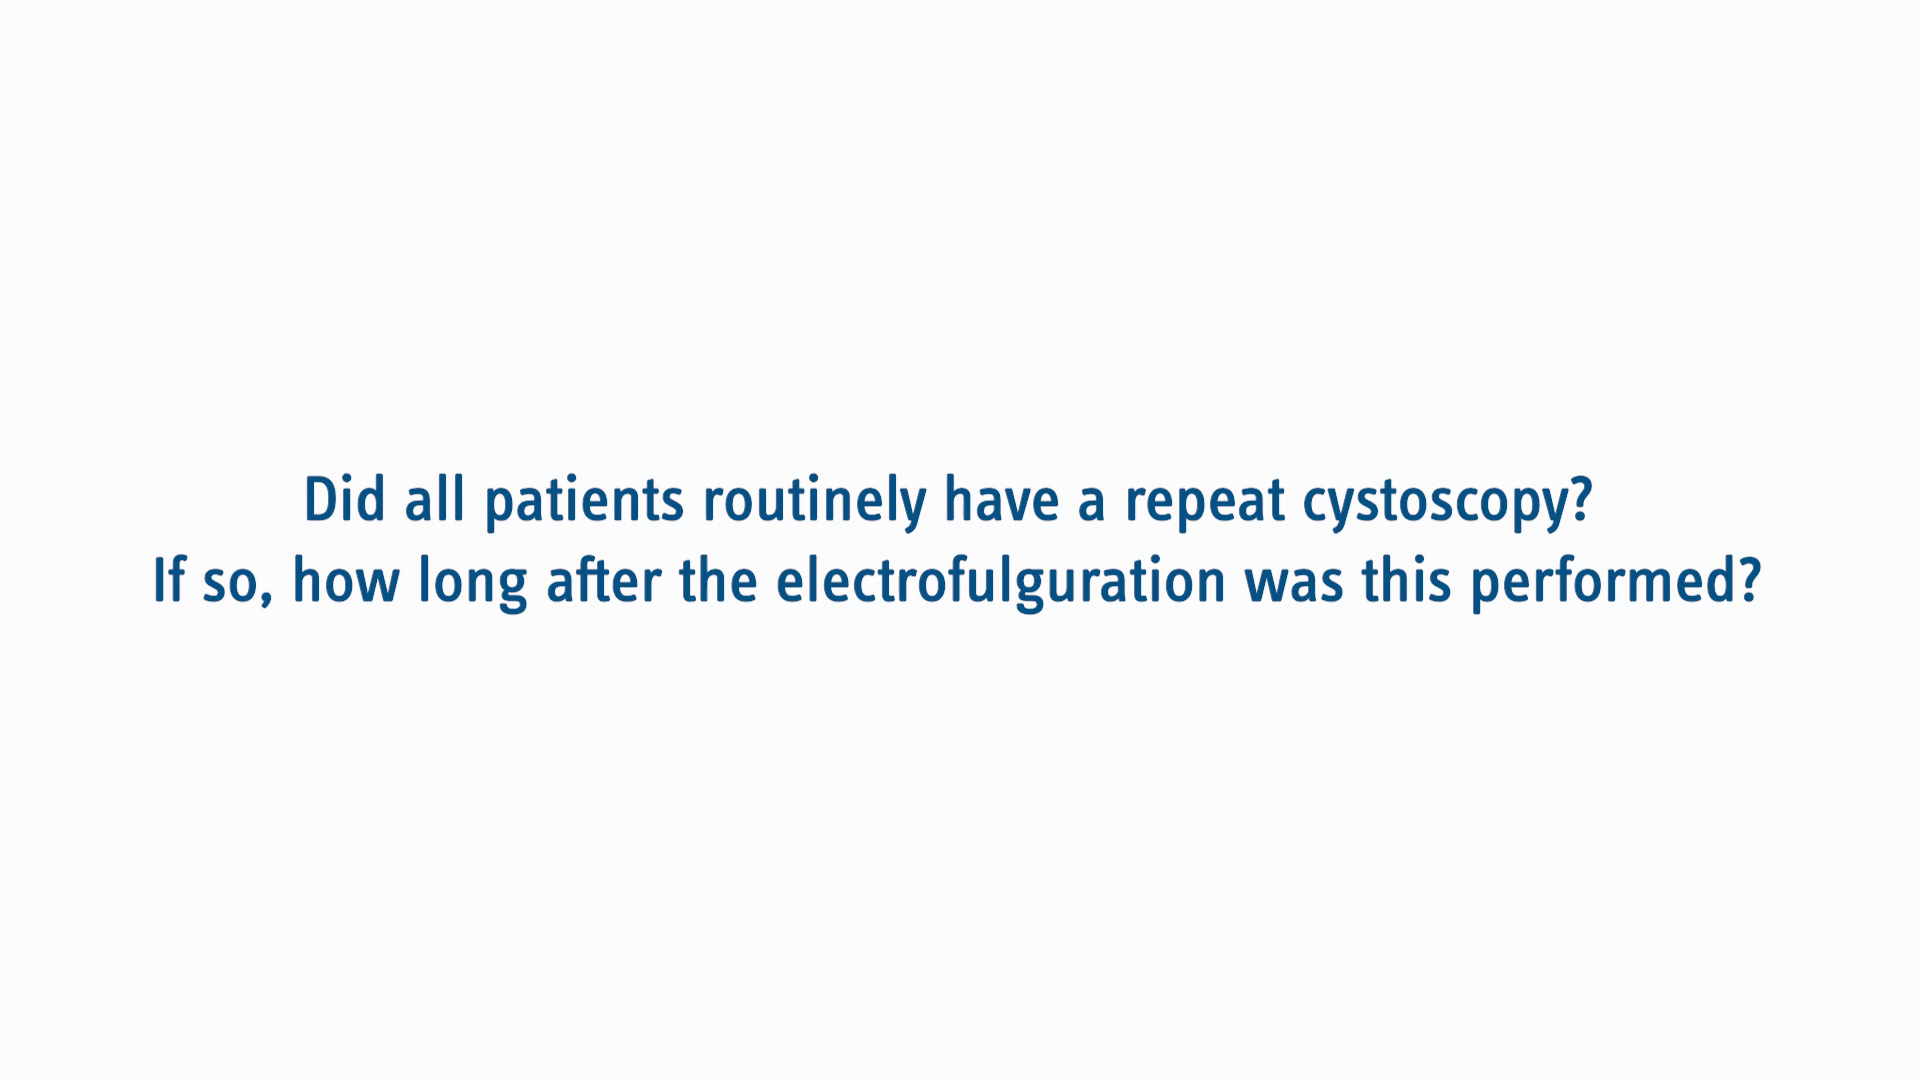 Did all patients routinely have a repeat cystoscopy?
If so, how long after the electrofulguration was this performed?